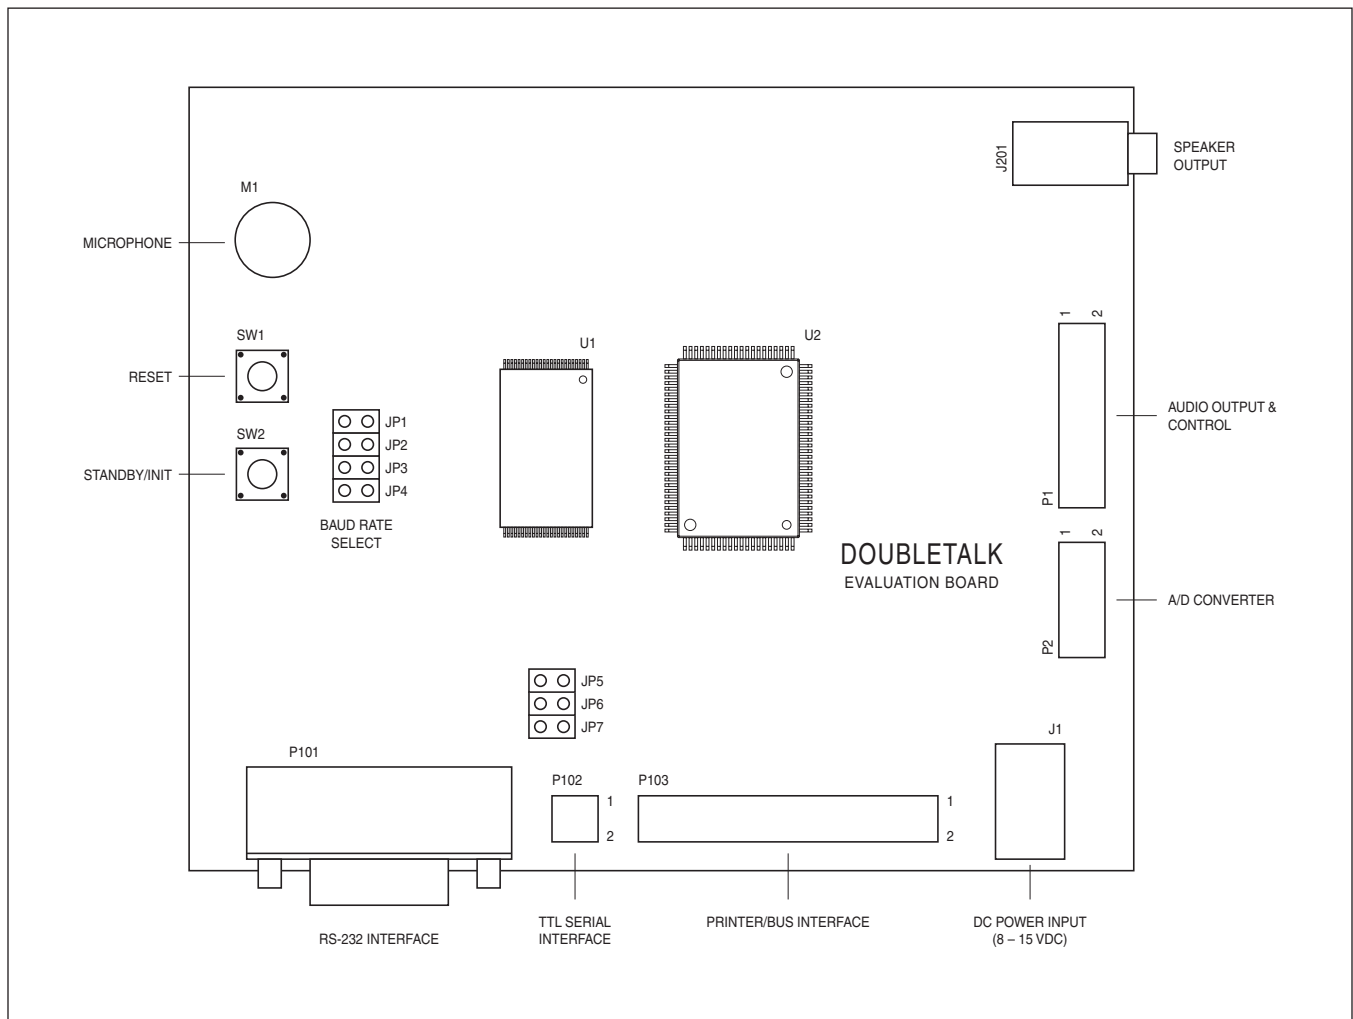 J201
SPEAKER
OUTPUT
M1
MICROPHONE
SW1
RESET
SW2
STANDBY/INIT
JP1
JP2
JP3
JP4
BAUD RATE
SELECT
U1
U2
1 2
P1
AUDIO OUTPUT &
CONTROL
DOUBLETALK
EVALUATION BOARD
1 2
P2
A/D CONVERTER
JP5
JP6
JP7
P101
RS-232 INTERFACE
P102
1
2
TTL SERIAL
INTERFACE
P103
1
2
PRINTER/BUS INTERFACE
J1
DC POWER INPUT
(8 – 15 VDC)